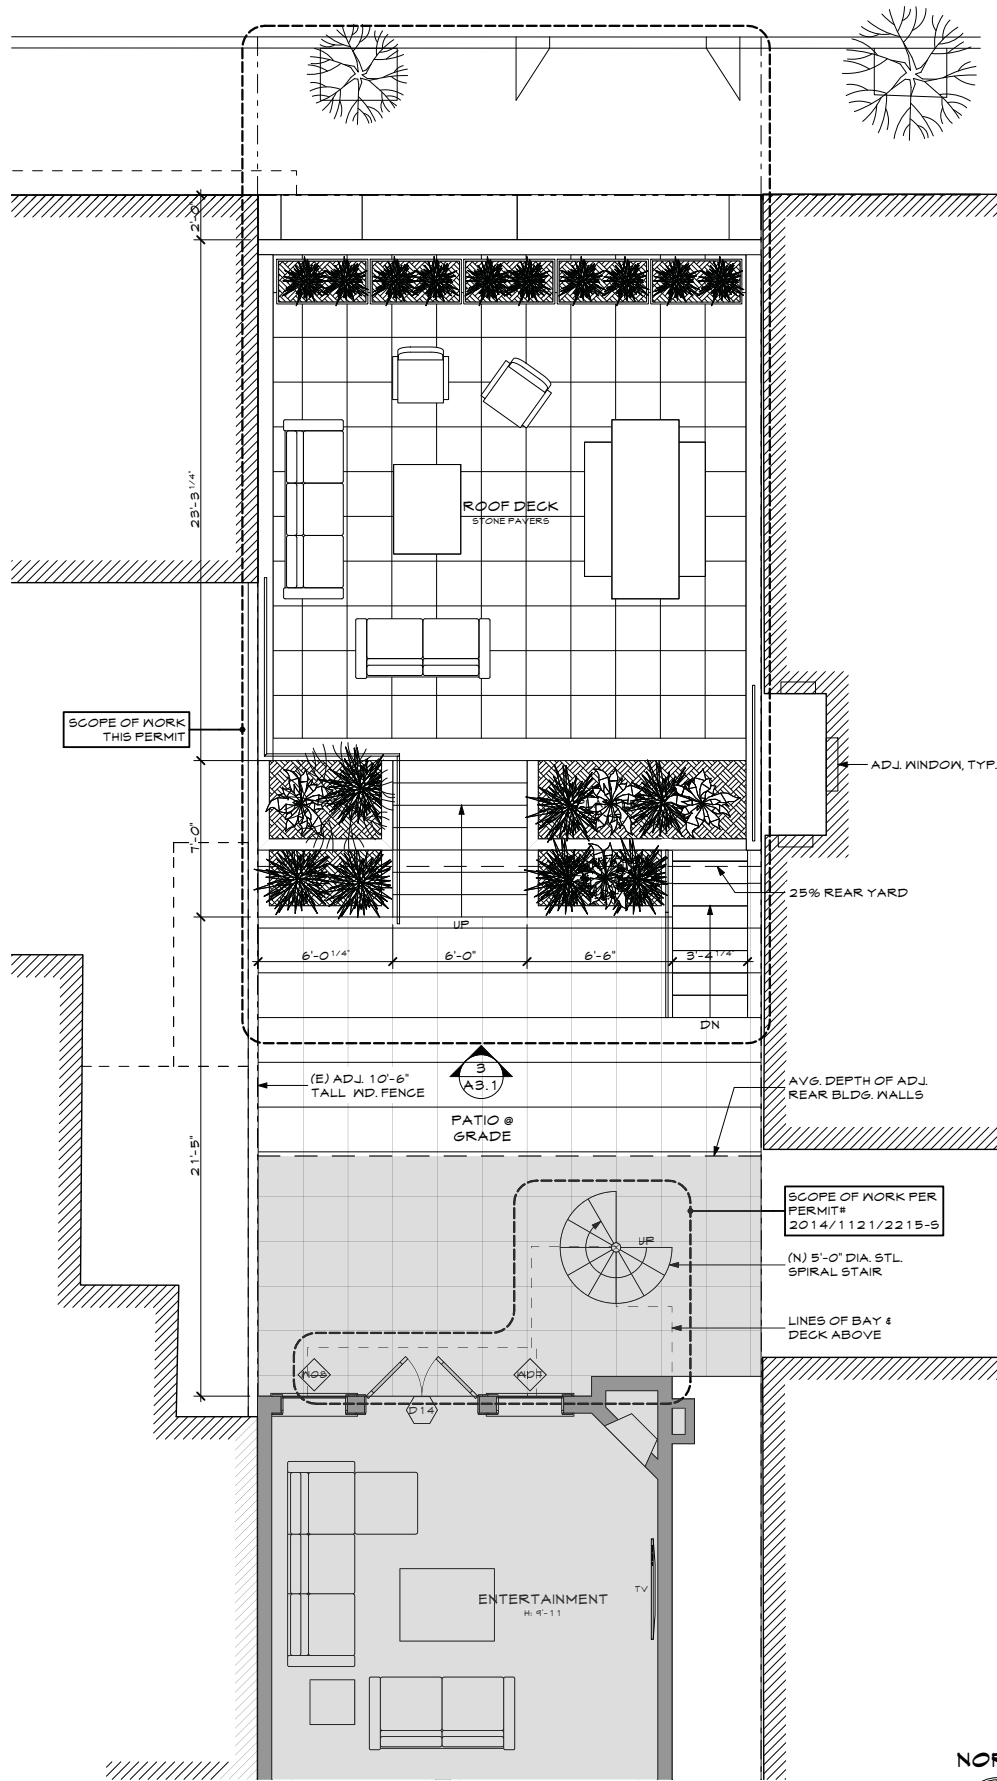 2'-0"
23'-3 1/4"
ROOF DECK
STONE PAVERS
SCOPE OF WORK
THIS PERMIT
ADJ. WINDOW, TYP.
7'-0"
25% REAR YARD
UP
6'-0 1/4"
6'-0"
6'-6"
3'-4 1/4"
DN
3
A3.1
(E) ADJ. 10'-6"
TALL WD. FENCE
AVG. DEPTH OF ADJ.
REAR BLDG. WALLS
PATIO @
GRADE
21'-5"
SCOPE OF WORK PER
PERMIT#
2014/1121/2215-S
UP
(N) 5'-0" DIA. STL.
SPIRAL STAIR
LINES OF BAY &
DECK ABOVE
D14
TV
ENTERTAINMENT
H: 9'-11